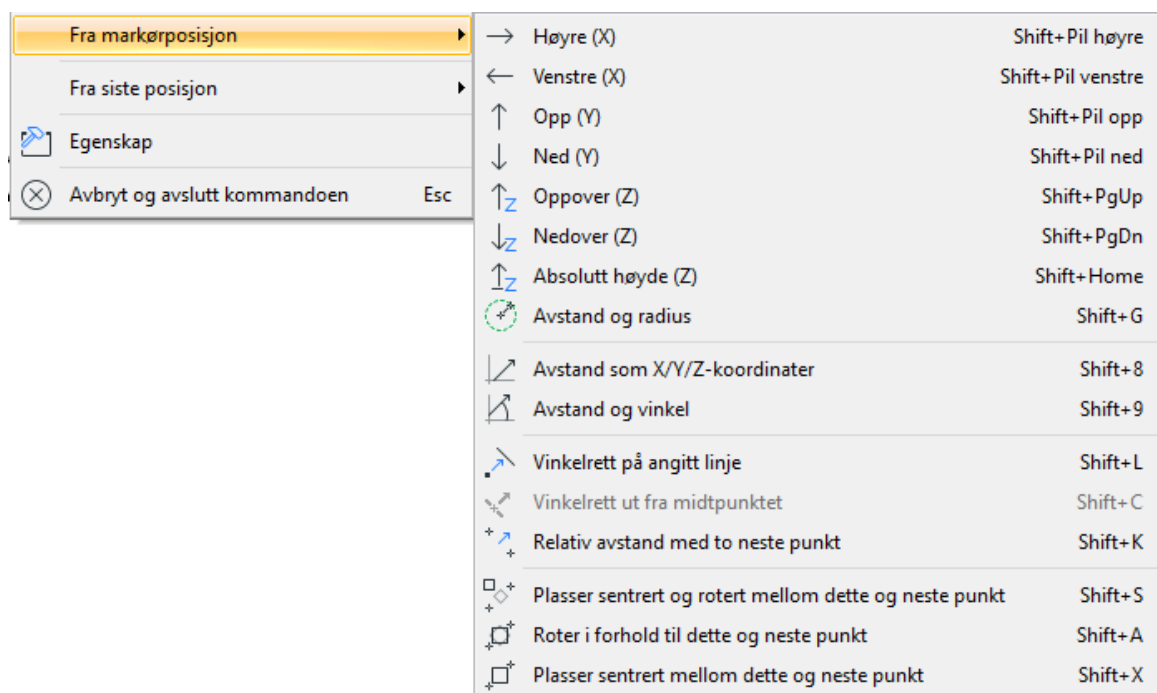 Fra markørposisjon
Fra siste posisjon
Egenskap
Avbryt og avslutt kommandoen Esc
Høyre (X) Shift+Pil høyre
Venstre (X) Shift+Pil venstre
Opp (Y) Shift+Pil opp
Ned (Y) Shift+Pil ned
Oppover (Z) Shift+PgUp
Nedover (Z) Shift+PgDn
Absolutt høyde (Z) Shift+Home
Avstand og radius Shift+G
Avstand som X/Y/Z-koordinater Shift+8
Avstand og vinkel Shift+9
Vinkelrett på angitt linje Shift+L
Vinkelrett ut fra midtpunktet Shift+C
Relativ avstand med to neste punkt Shift+K
Plasser sentrert og rotert mellom dette og neste punkt Shift+S
Roter i forhold til dette og neste punkt Shift+A
Plasser sentrert mellom dette og neste punkt Shift+X